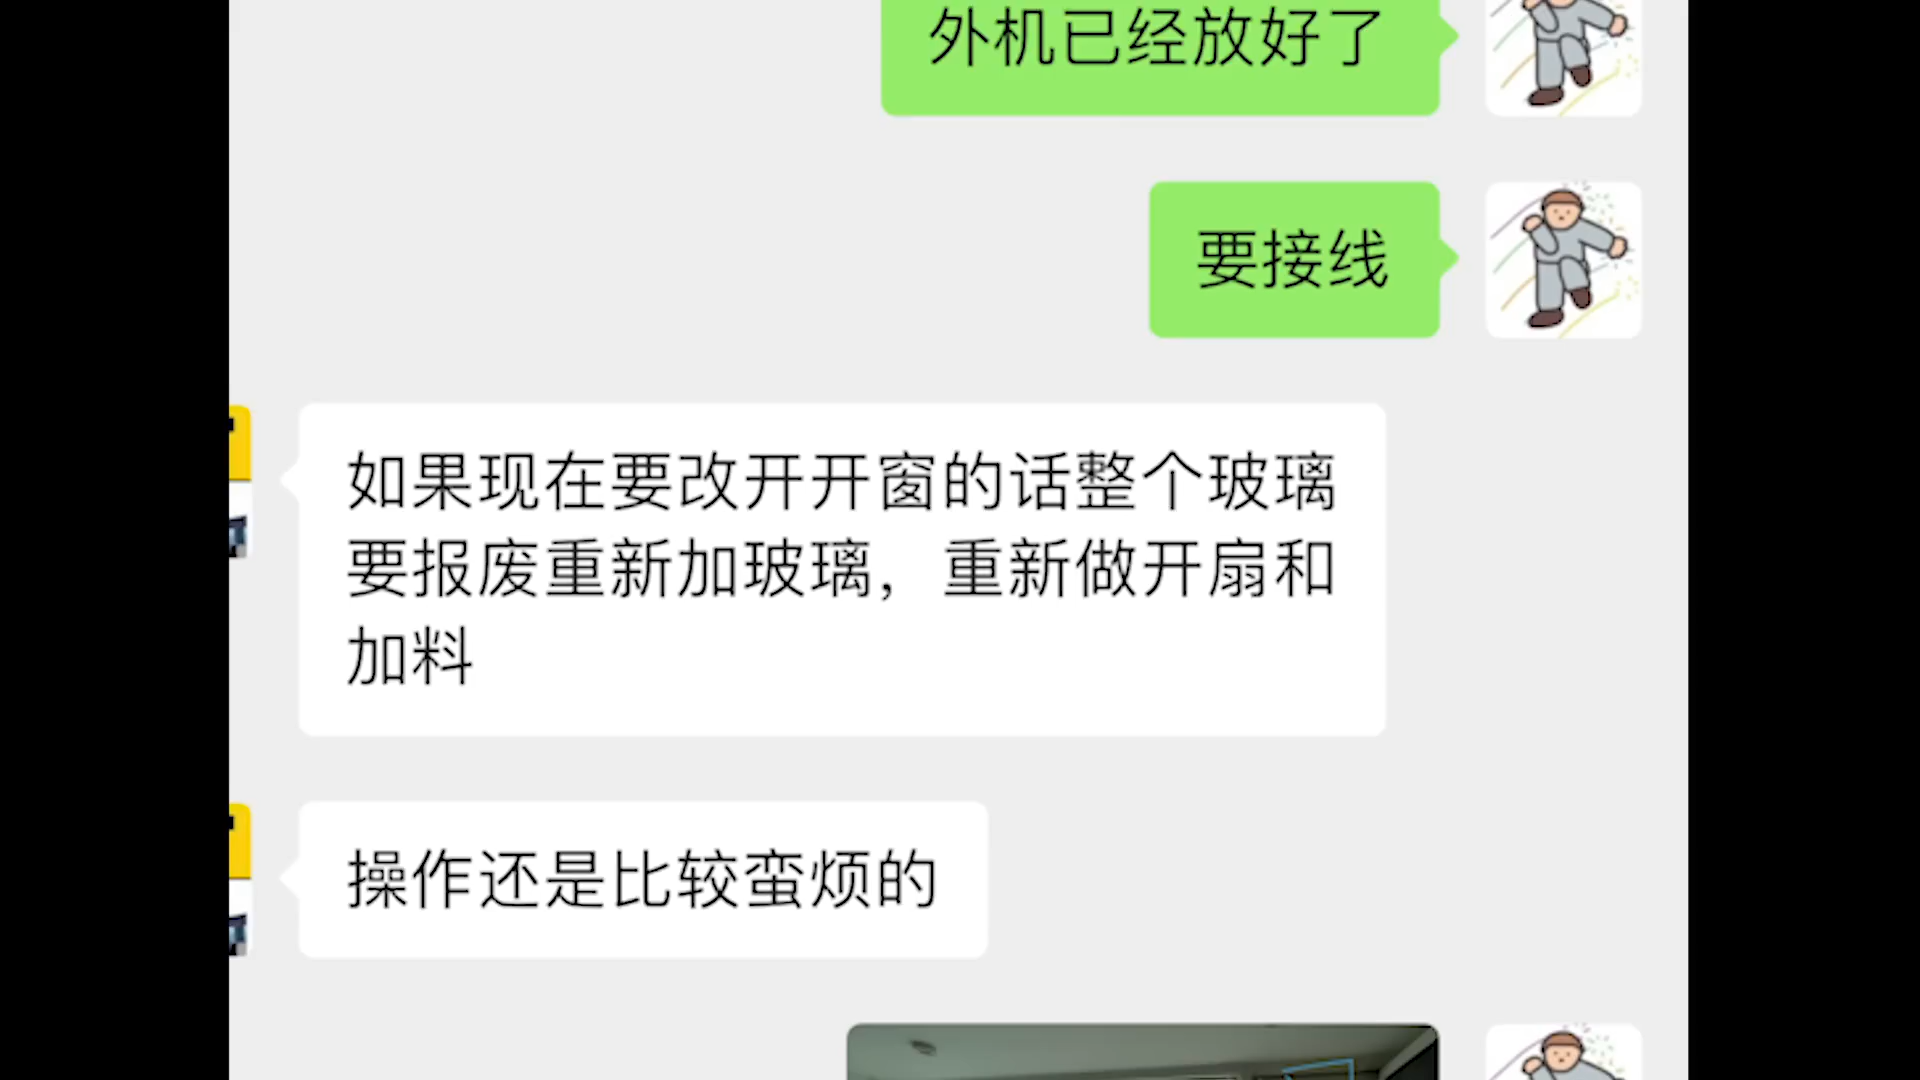 外机已经放好了
要接线
如果现在要改开开窗的话整个玻璃
要报废重新加玻璃，重新做开扇和
加料
操作还是比较蛮烦的